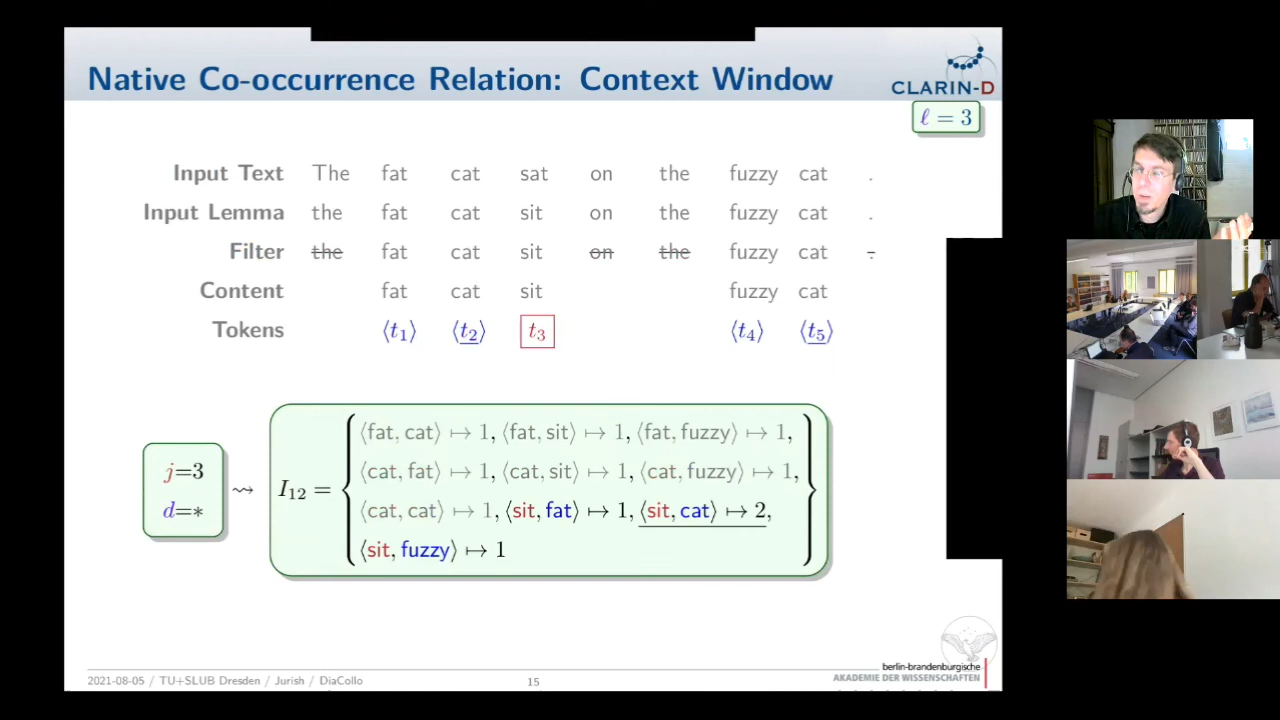 Native Co-occurrence Relation: Context Window
CLARIN-D
ℓ = 3
Input Text The fat cat sat on the fuzzy cat .
Input Lemma the fat cat sit on the fuzzy cat .
Filter the fat cat sit on the fuzzy cat .
Content fat cat sit fuzzy cat
Tokens ⟨t₁⟩ ⟨t₂⟩ t₃ ⟨t₄⟩ ⟨t₅⟩
j=3
d=∗
⇝
I₁₂ =
⟨fat, cat⟩ ↦ 1, ⟨fat, sit⟩ ↦ 1, ⟨fat, fuzzy⟩ ↦ 1,
⟨cat, fat⟩ ↦ 1, ⟨cat, sit⟩ ↦ 1, ⟨cat, fuzzy⟩ ↦ 1,
⟨cat, cat⟩ ↦ 1, ⟨sit, fat⟩ ↦ 1, ⟨sit, cat⟩ ↦ 2,
⟨sit, fuzzy⟩ ↦ 1
berlin-brandenburgische
AKADEMIE DER WISSENSCHAFTEN
2021-08-05 / TU+SLUB Dresden / Jurish / DiaCollo
15